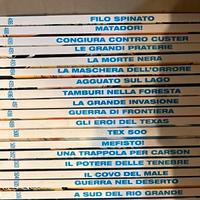 FILO SPINATO
MATADOR!
CONGIURA CONTRO CUSTER
LE GRANDI PRATERIE
LA MORTE NERA
LA MASCHERA DELL'ORRORE
AGGUATO SUL LAGO
TAMBURI NELLA FORESTA
LA GRANDE INVASIONE
GUERRA DI FRONTIERA
GLI EROI DEL TEXAS
TEX 500
MEFISTO!
UNA TRAPPOLA PER CARSON
IL POTERE DELLE TENEBRE
IL COVO DEL MALE
GUERRA NEL DESERTO
A SUD DEL RIO GRANDE